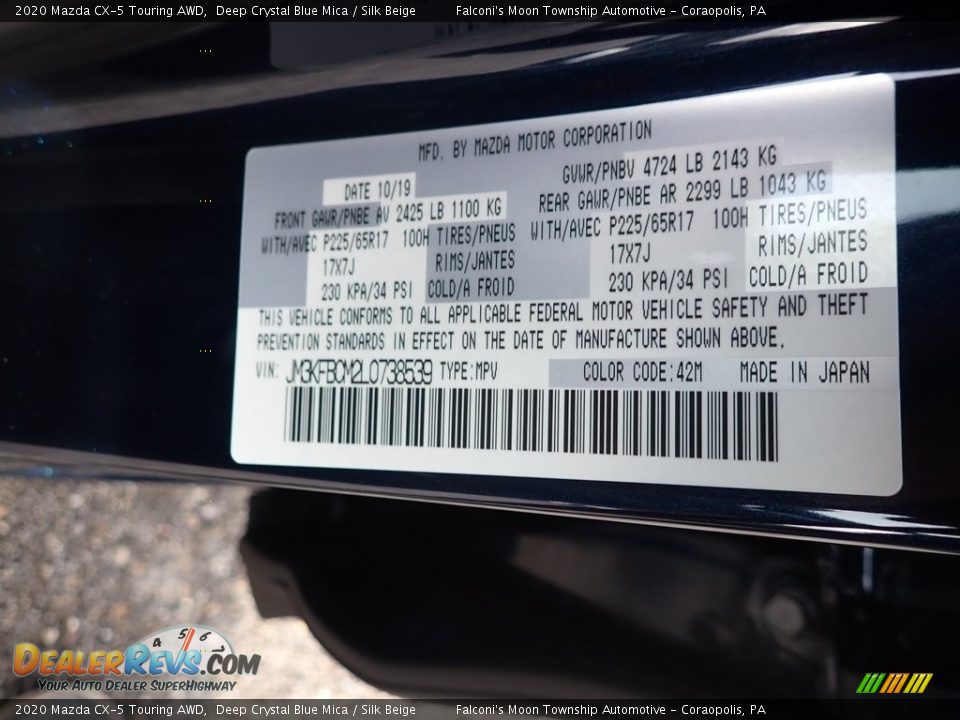 2020 Mazda CX-5 Touring AWD,  Deep Crystal Blue Mica / Silk Beige    Falconi's Moon Township Automotive - Coraopolis, PA
MFD. BY MAZDA MOTOR CORPORATION
DATE 10/19    GVWR/PNBV 4724 LB 2143 KG
FRONT GAWR/PNBE AV 2425 LB 1100 KG    REAR GAWR/PNBE AR 2299 LB 1043 KG
WITH/AVEC P225/65R17 100H TIRES/PNEUS    WITH/AVEC P225/65R17 100H TIRES/PNEUS
17X7J RIMS/JANTES    17X7J RIMS/JANTES
230 KPA/34 PSI COLD/A FROID    230 KPA/34 PSI COLD/A FROID
THIS VEHICLE CONFORMS TO ALL APPLICABLE FEDERAL MOTOR VEHICLE SAFETY AND THEFT
PREVENTION STANDARDS IN EFFECT ON THE DATE OF MANUFACTURE SHOWN ABOVE.
VIN: JM3KFBCM2L0738539 TYPE:MPV    COLOR CODE:42M    MADE IN JAPAN
4 5 6
DEALERREVS.COM
YOUR AUTO DEALER SUPERHIGHWAY
2020 Mazda CX-5 Touring AWD,  Deep Crystal Blue Mica / Silk Beige    Falconi's Moon Township Automotive - Coraopolis, PA